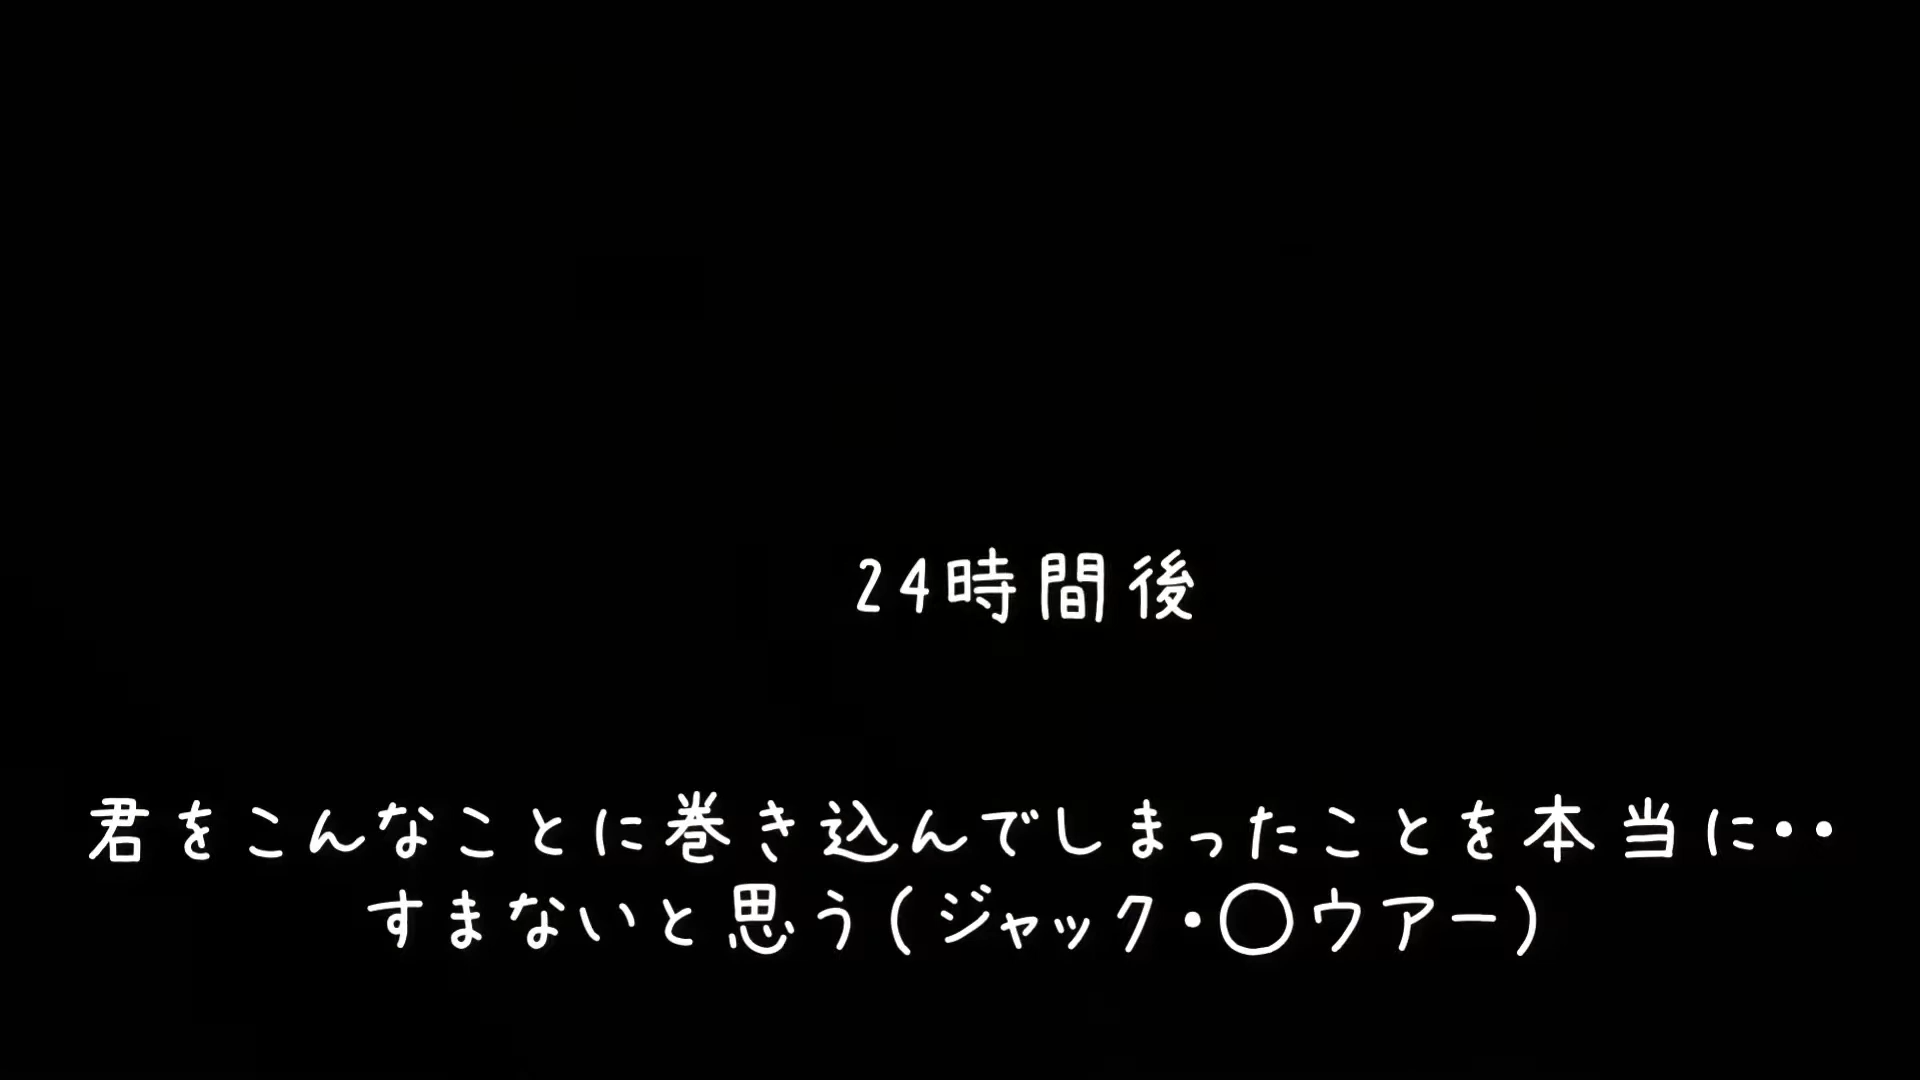 24時間後
君をこんなことに巻き込んでしまったことを本当に・・
すまないと思う(ジャック・〇ウアー)